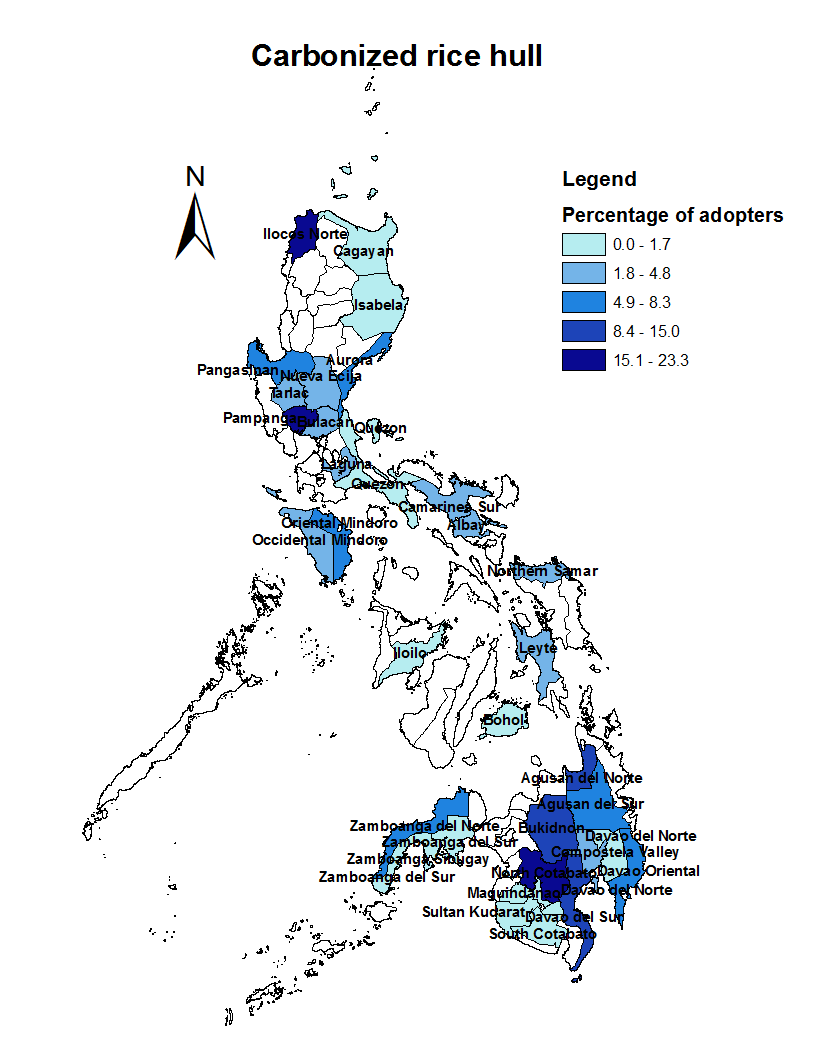 Carbonized rice hull
N
Legend
Percentage of adopters
0.0 - 1.7
1.8 - 4.8
4.9 - 8.3
8.4 - 15.0
15.1 - 23.3
Ilocos Norte
Cagayan
Isabela
Aurora
Pangasinan
Nueva Ecija
Tarlac
Pampanga
Bulacan
Quezon
Laguna
Quezon
Camarines Sur
Oriental Mindoro
Albay
Occidental Mindoro
Northern Samar
Iloilo
Leyte
Bohol
Agusan del Norte
Agusan del Sur
Zamboanga del Norte
Bukidnon
Davao del Norte
Zamboanga del Sur
Compostela Valley
Zamboanga Sibugay
Davao Oriental
North Cotabato
Zamboanga del Sur
Davao del Norte
Maguindanao
Sultan Kudarat
Davao del Sur
South Cotabato